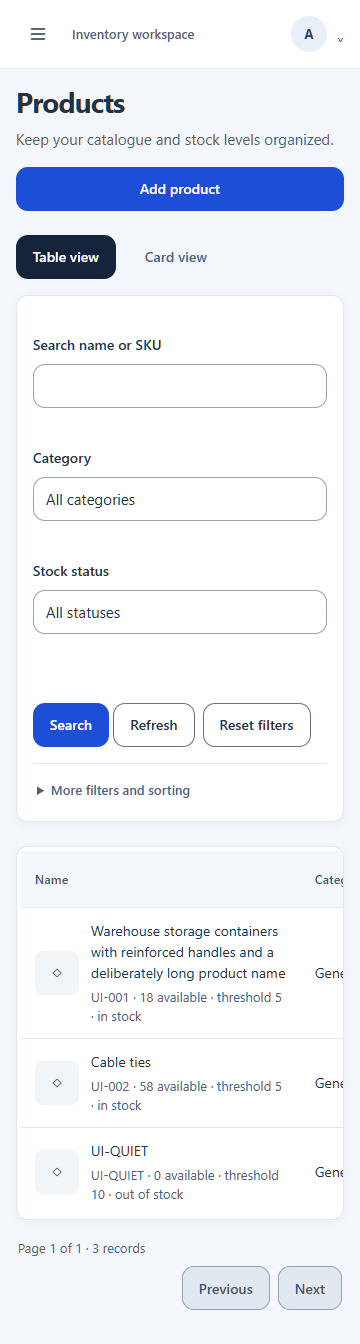 Inventory workspace
A
Products
Keep your catalogue and stock levels organized.
Add product
Table view
Card view
Search name or SKU
Category
All categories
Stock status
All statuses
Search
Refresh
Reset filters
More filters and sorting
Name
Categ
Warehouse storage containers
with reinforced handles and a
deliberately long product name
UI-001 · 18 available · threshold 5
· in stock
Gene
Cable ties
UI-002 · 58 available · threshold 5
· in stock
Gene
UI-QUIET
UI-QUIET · 0 available · threshold
10 · out of stock
Gene
Page 1 of 1 · 3 records
Previous
Next